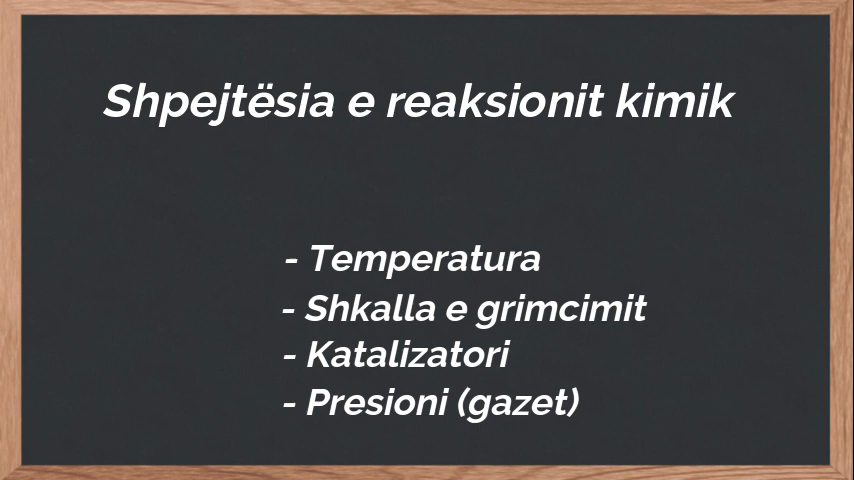 Shpejtësia e reaksionit kimik
- Temperatura
- Shkalla e grimcimit
- Katalizatori
- Presioni (gazet)